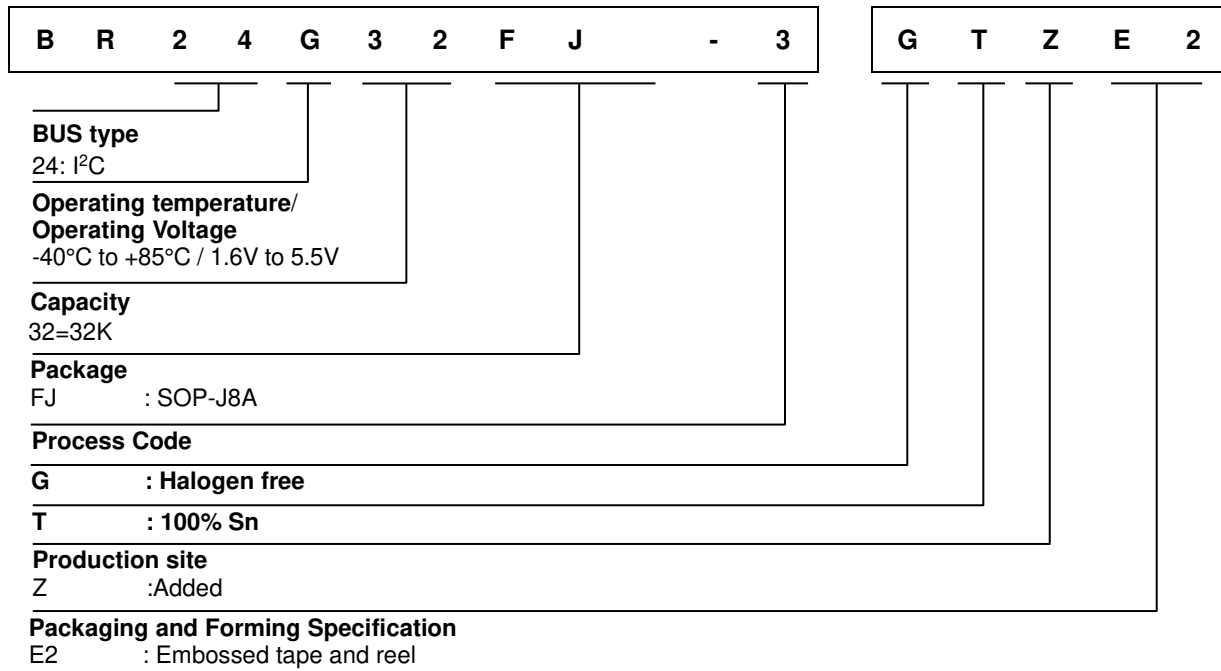 B R 2 4 G 3 2 F J - 3 G T Z E 2
BUS type
24: I²C
Operating temperature/
Operating Voltage
-40°C to +85°C / 1.6V to 5.5V
Capacity
32=32K
Package
FJ : SOP-J8A
Process Code
G : Halogen free
T : 100% Sn
Production site
Z :Added
Packaging and Forming Specification
E2 : Embossed tape and reel